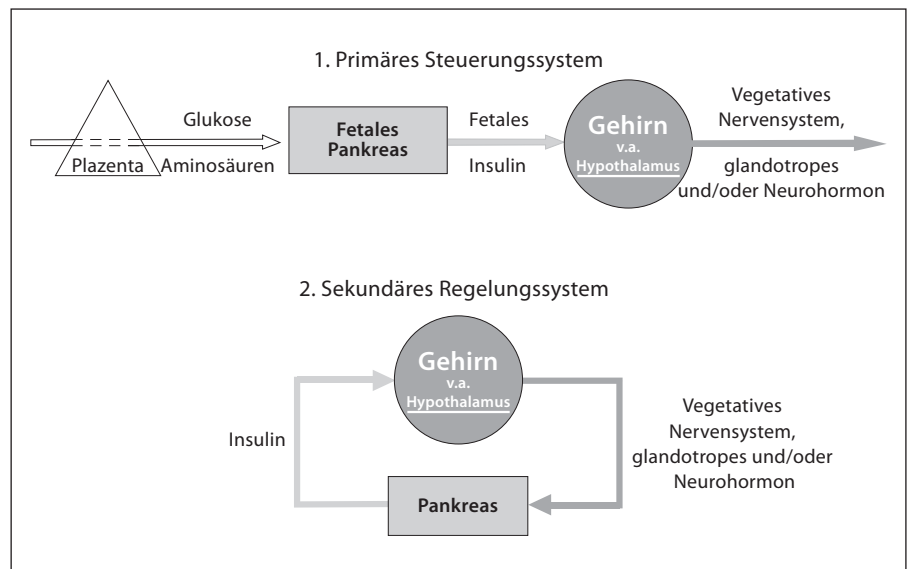 1. Primäres Steuerungssystem
Plazenta
Glukose
Aminosäuren
Fetales
Pankreas
Fetales
Insulin
Gehirn
v.a.
Hypothalamus
Vegetatives
Nervensystem,
glandotropes
und/oder Neurohormon
2. Sekundäres Regelungssystem
Gehirn
v.a.
Hypothalamus
Insulin
Vegetatives
Nervensystem,
glandotropes und/oder
Neurohormon
Pankreas